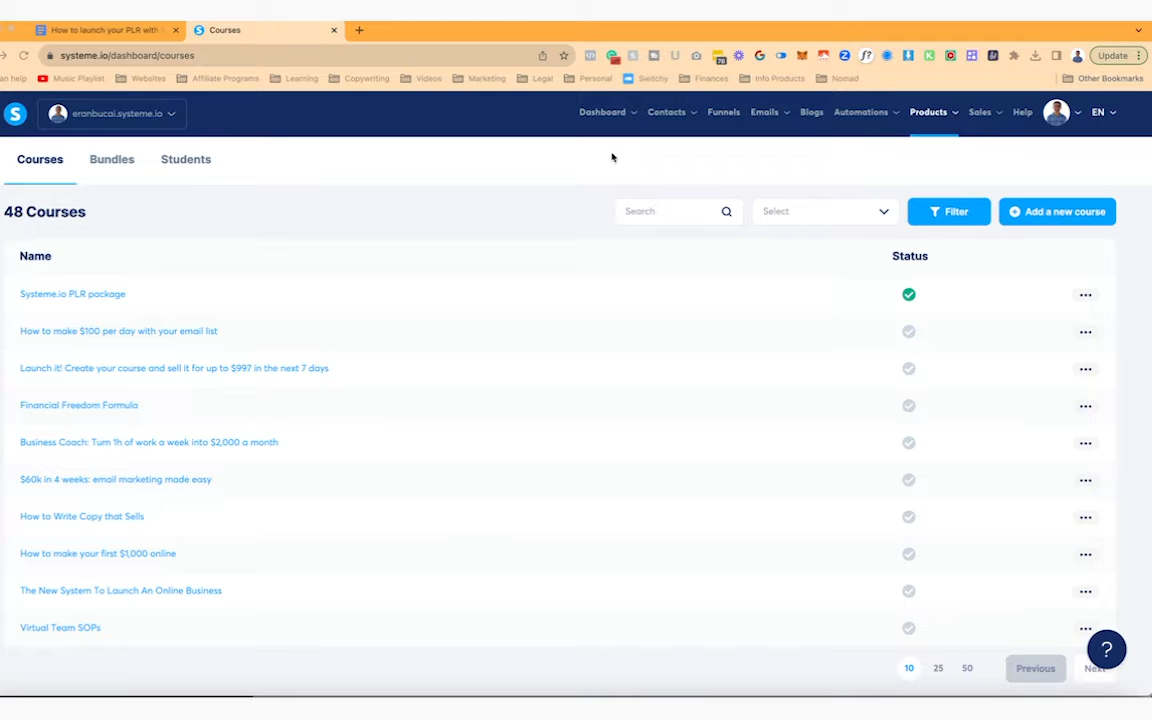 How to launch your PLR with S
Courses
systeme.io/dashboard/courses
Update
an help
Music Playlist
Websites
Affiliate Programs
Learning
Copywriting
Videos
Marketing
Legal
Personal
Switchy
Finances
Info Products
Nomad
Other Bookmarks
eranbucai.systeme.io
Dashboard
Contacts
Funnels
Emails
Blogs
Automations
Products
Sales
Help
EN
Courses
Bundles
Students
48 Courses
Search
Select
Filter
Add a new course
Name
Status
Systeme.io PLR package
How to make $100 per day with your email list
Launch it! Create your course and sell it for up to $997 in the next 7 days
Financial Freedom Formula
Business Coach: Turn 1h of work a week into $2,000 a month
$60k in 4 weeks: email marketing made easy
How to Write Copy that Sells
How to make your first $1,000 online
The New System To Launch An Online Business
Virtual Team SOPs
10
25
50
Previous
Next
?